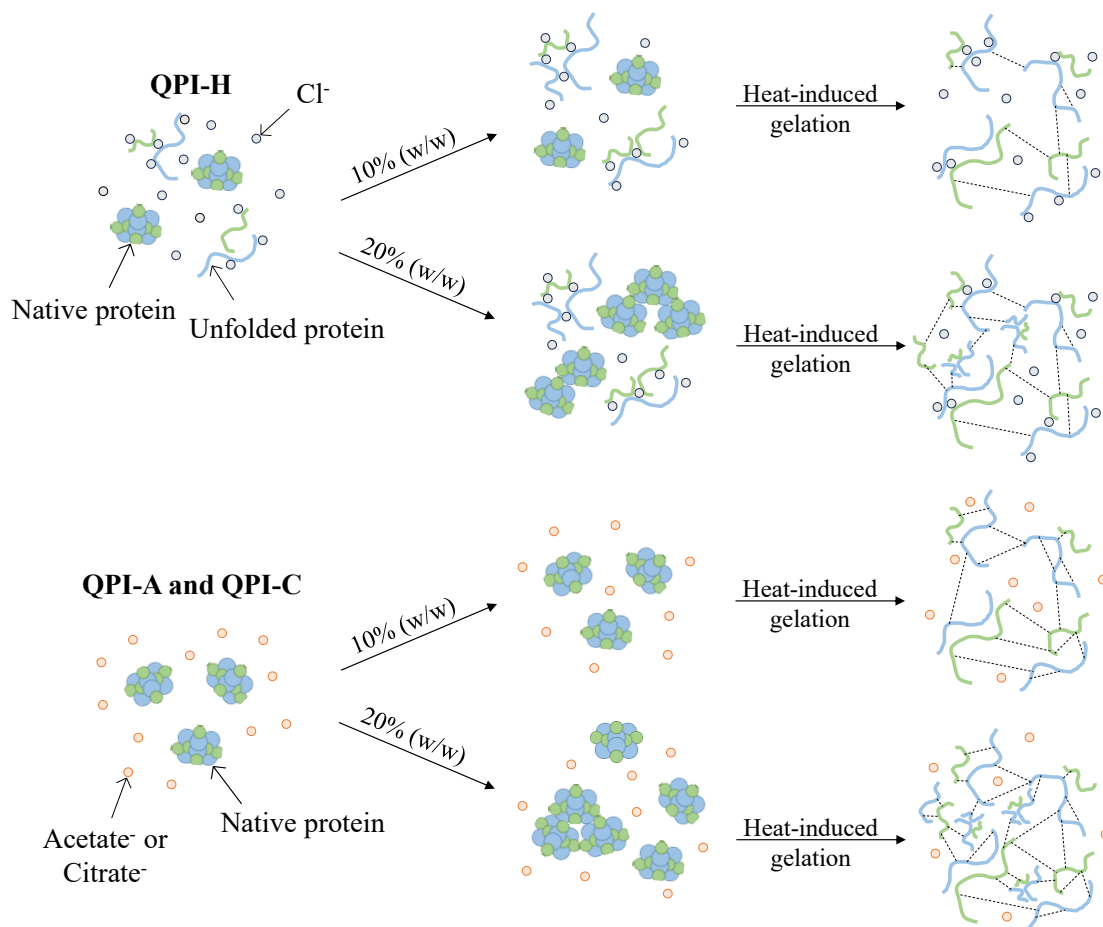 QPI-H
Cl-
Native protein
Unfolded protein
10% (w/w)
20% (w/w)
Heat-induced
gelation
Heat-induced
gelation
QPI-A and QPI-C
Acetate- or
Citrate-
Native protein
10% (w/w)
20% (w/w)
Heat-induced
gelation
Heat-induced
gelation